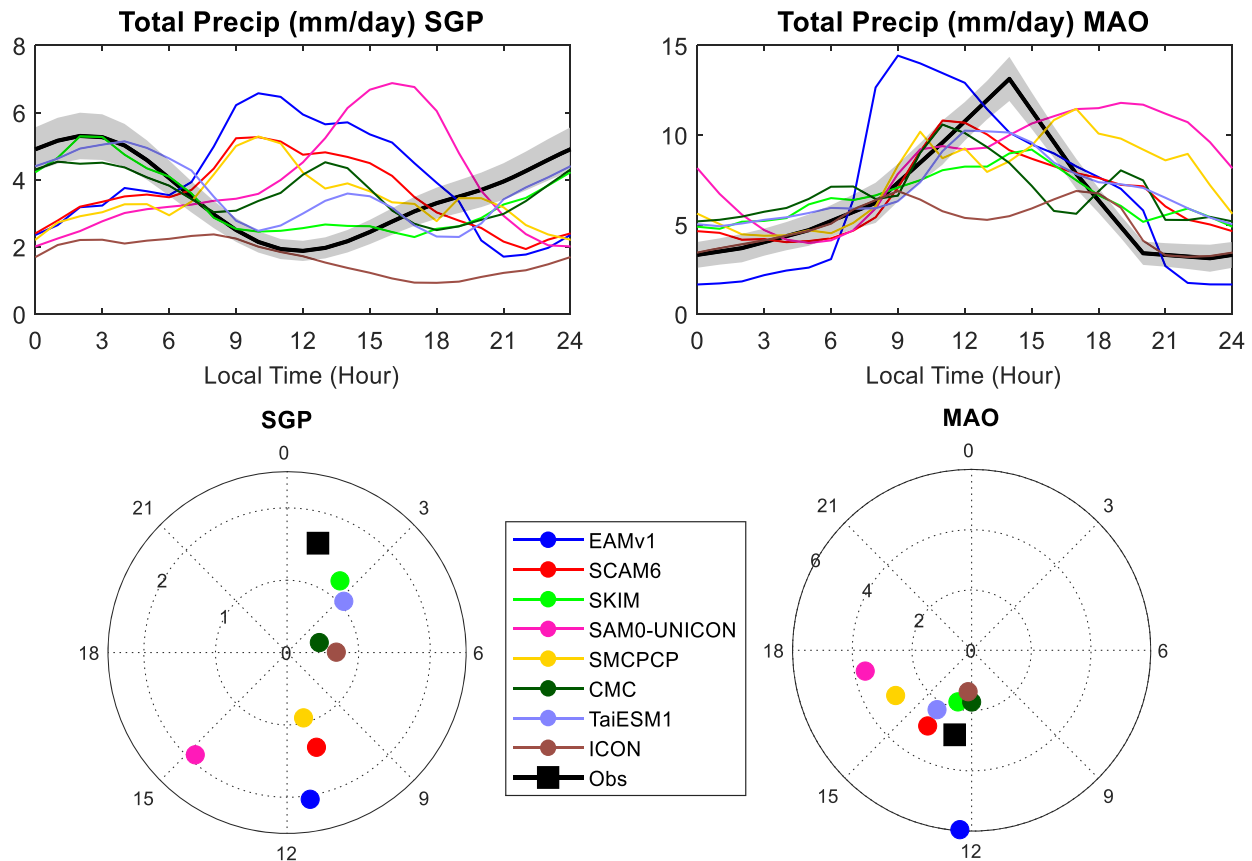 Total Precip (mm/day) SGP
8
6
4
2
0
0 3 6 9 12 15 18 21 24
Local Time (Hour)
Total Precip (mm/day) MAO
15
10
5
0
0 3 6 9 12 15 18 21 24
Local Time (Hour)
SGP
0
21 3
2
1
18 0 6
15 9
12
EAMv1
SCAM6
SKIM
SAM0-UNICON
SMCPCP
CMC
TaiESM1
ICON
Obs
MAO
0
21 3
6
4
2
18 0 6
15 9
12